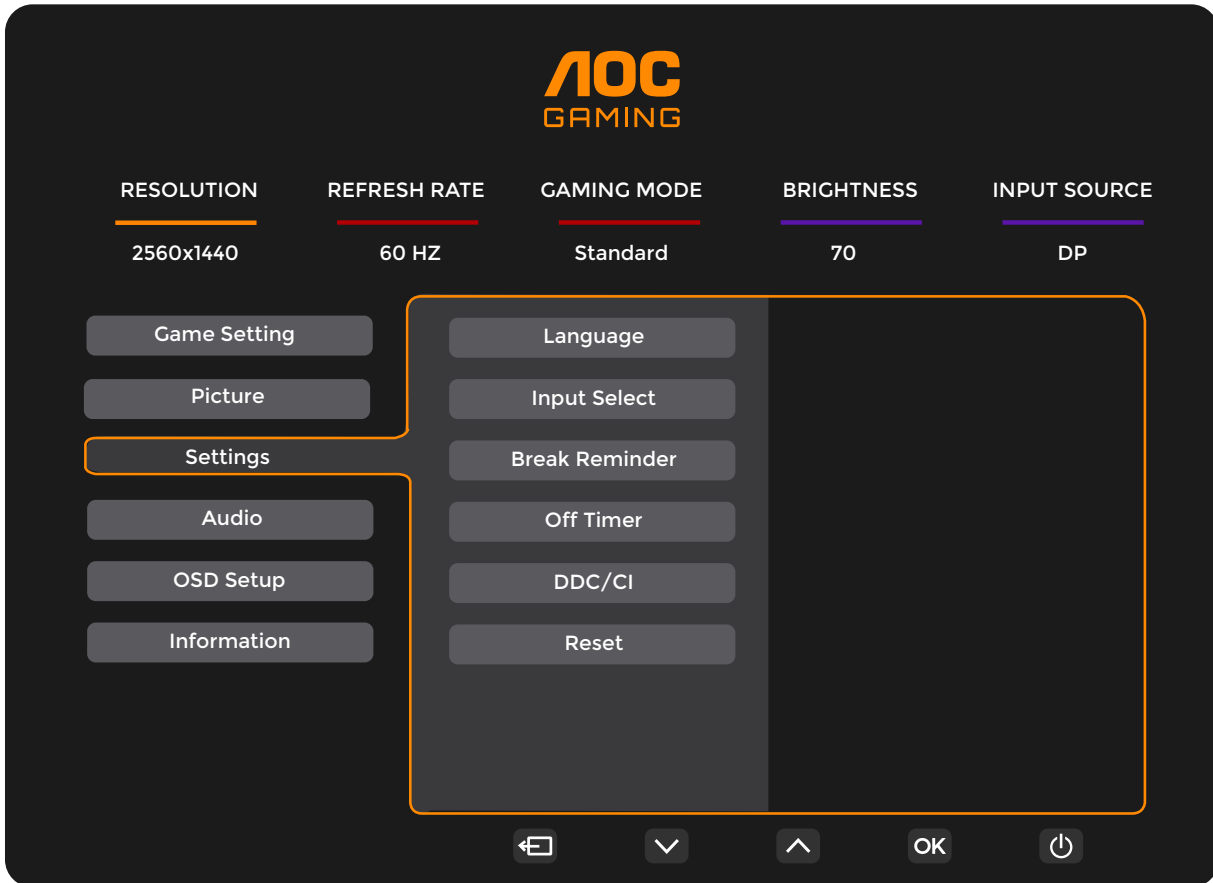 AOC
GAMING
RESOLUTION REFRESH RATE GAMING MODE BRIGHTNESS INPUT SOURCE
2560x1440 60 HZ Standard 70 DP
Game Setting
Picture
Settings
Audio
OSD Setup
Information
Language
Input Select
Break Reminder
Off Timer
DDC/CI
Reset
OK